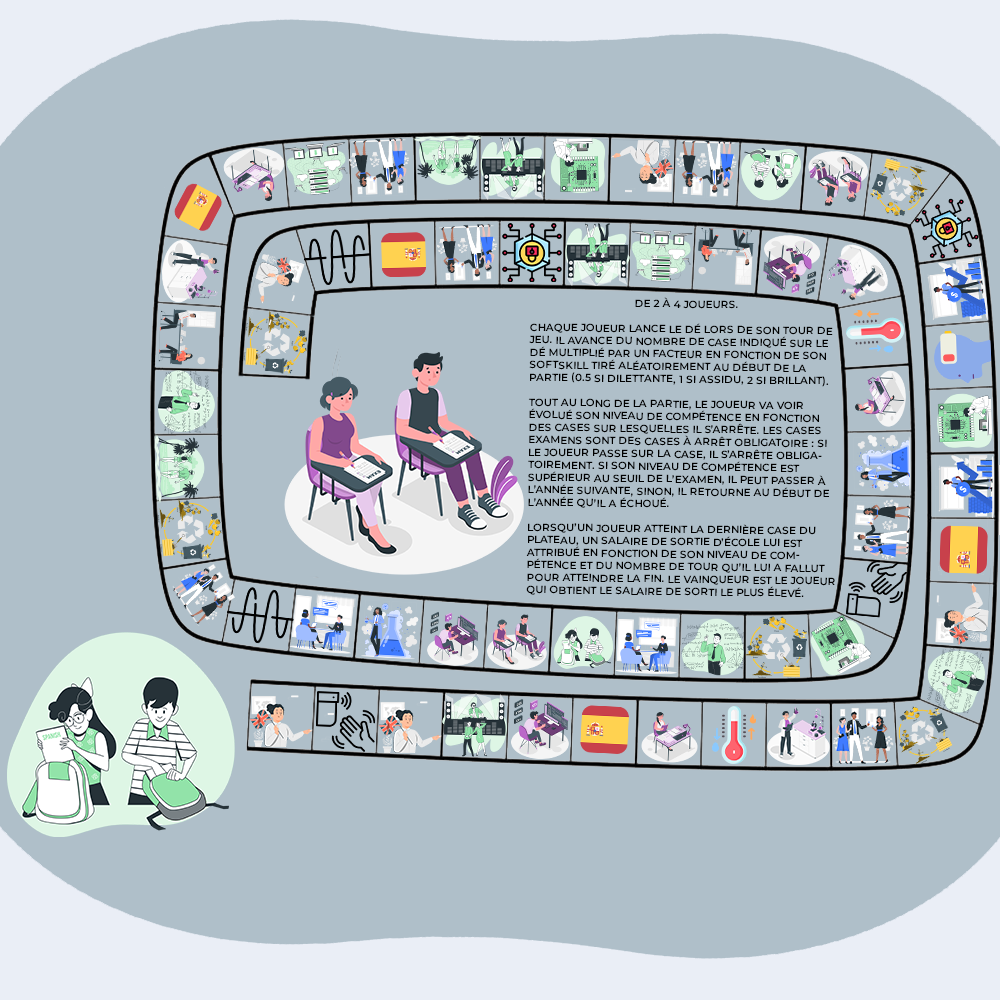 DE 2 À 4 JOUEURS.
CHAQUE JOUEUR LANCE LE DÉ LORS DE SON TOUR DE
JEU. IL AVANCE DU NOMBRE DE CASE INDIQUÉ SUR LE
DÉ MULTIPLIÉ PAR UN FACTEUR EN FONCTION DE SON
SOFTSKILL TIRÉ ALÉATOIREMENT AU DÉBUT DE LA
PARTIE (0.5 SI DILETTANTE, 1 SI ASSIDU, 2 SI BRILLANT).
TOUT AU LONG DE LA PARTIE, LE JOUEUR VA VOIR
ÉVOLUÉ SON NIVEAU DE COMPÉTENCE EN FONCTION
DES CASES SUR LESQUELLES IL S'ARRÊTE. LES CASES
EXAMENS SONT DES CASES À ARRÊT OBLIGATOIRE : SI
LE JOUEUR PASSE SUR LA CASE, IL S'ARRÊTE OBLIGA-
TOIREMENT. SI SON NIVEAU DE COMPÉTENCE EST
SUPÉRIEUR AU SEUIL DE L'EXAMEN, IL PEUT PASSER À
L'ANNÉE SUIVANTE, SINON, IL RETOURNE AU DÉBUT DE
L'ANNÉE QU'IL A ÉCHOUÉ.
LORSQU'UN JOUEUR ATTEINT LA DERNIÈRE CASE DU
PLATEAU, UN SALAIRE DE SORTIE D'ÉCOLE LUI EST
ATTRIBUÉ EN FONCTION DE SON NIVEAU DE COM-
PÉTENCE ET DU NOMBRE DE TOUR QU'IL LUI A FALLUT
POUR ATTEINDRE LA FIN. LE VAINQUEUR EST LE JOUEUR
QUI OBTIENT LE SALAIRE DE SORTI LE PLUS ÉLEVÉ.
EXAM
EXAM
SPANISH